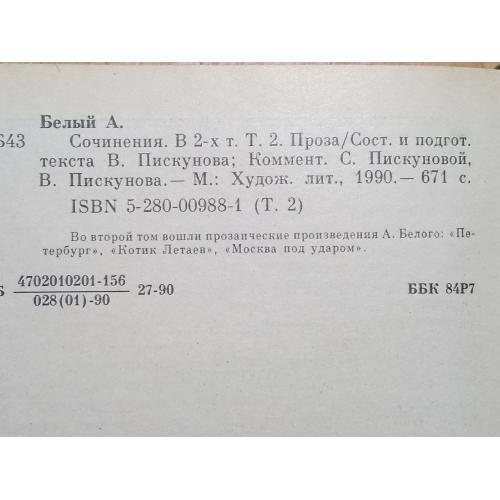 Белый А.
Б43 Сочинения. В 2-х т. Т. 2. Проза/Сост. и подгот.
текста В. Пискунова; Коммент. С. Пискуновой,
В. Пискунова.— М.: Худож. лит., 1990.— 671 с.
ISBN 5-280-00988-1 (Т. 2)
Во второй том вошли прозаические произведения А. Белого: «Пе-
тербург», «Котик Летаев», «Москва под ударом».
Б 4702010201-156 27-90 ББК 84Р7
028(01)-90